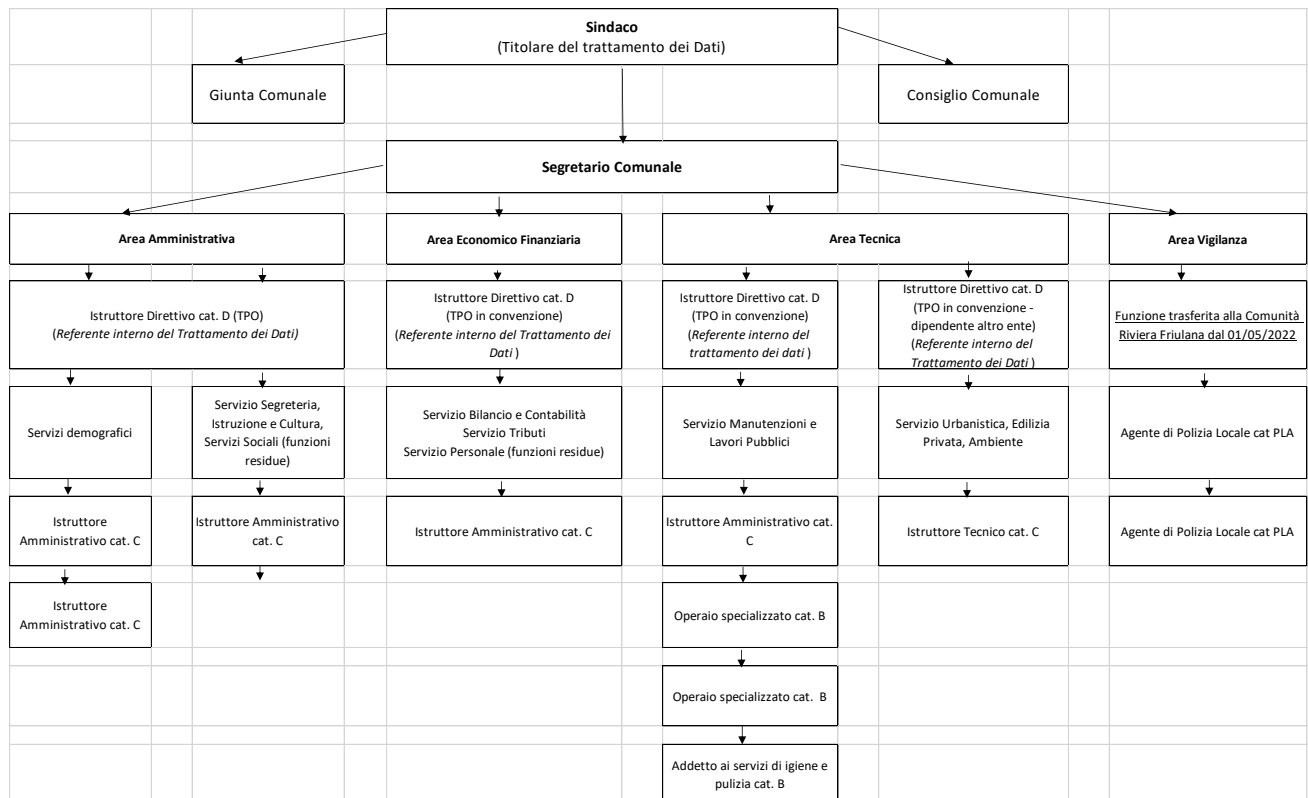 Sindaco
(Titolare del trattamento dei Dati)
Giunta Comunale
Consiglio Comunale
Segretario Comunale
Area Amministrativa
Area Economico Finanziaria
Area Tecnica
Area Vigilanza
Istruttore Direttivo cat. D (TPO)
(Referente interno del Trattamento dei Dati)
Istruttore Direttivo cat. D
(TPO in convenzione)
(Referente interno del Trattamento dei
Dati )
Istruttore Direttivo cat. D
(TPO in convenzione)
(Referente interno del
trattamento dei dati )
Istruttore Direttivo cat. D
(TPO in convenzione -
dipendente altro ente)
(Referente interno del
Trattamento dei Dati )
Funzione trasferita alla Comunità
Riviera Friulana dal 01/05/2022
Servizi demografici
Servizio Segreteria,
Istruzione e Cultura,
Servizi Sociali (funzioni
residue)
Servizio Bilancio e Contabilità
Servizio Tributi
Servizio Personale (funzioni residue)
Servizio Manutenzioni e
Lavori Pubblici
Servizio Urbanistica, Edilizia
Privata, Ambiente
Agente di Polizia Locale cat PLA
Istruttore
Amministrativo cat. C
Istruttore Amministrativo
cat. C
Istruttore Amministrativo cat. C
Istruttore Amministrativo cat.
C
Istruttore Tecnico cat. C
Agente di Polizia Locale cat PLA
Istruttore
Amministrativo cat. C
Operaio specializzato cat. B
Operaio specializzato cat. B
Addetto ai servizi di igiene e
pulizia cat. B